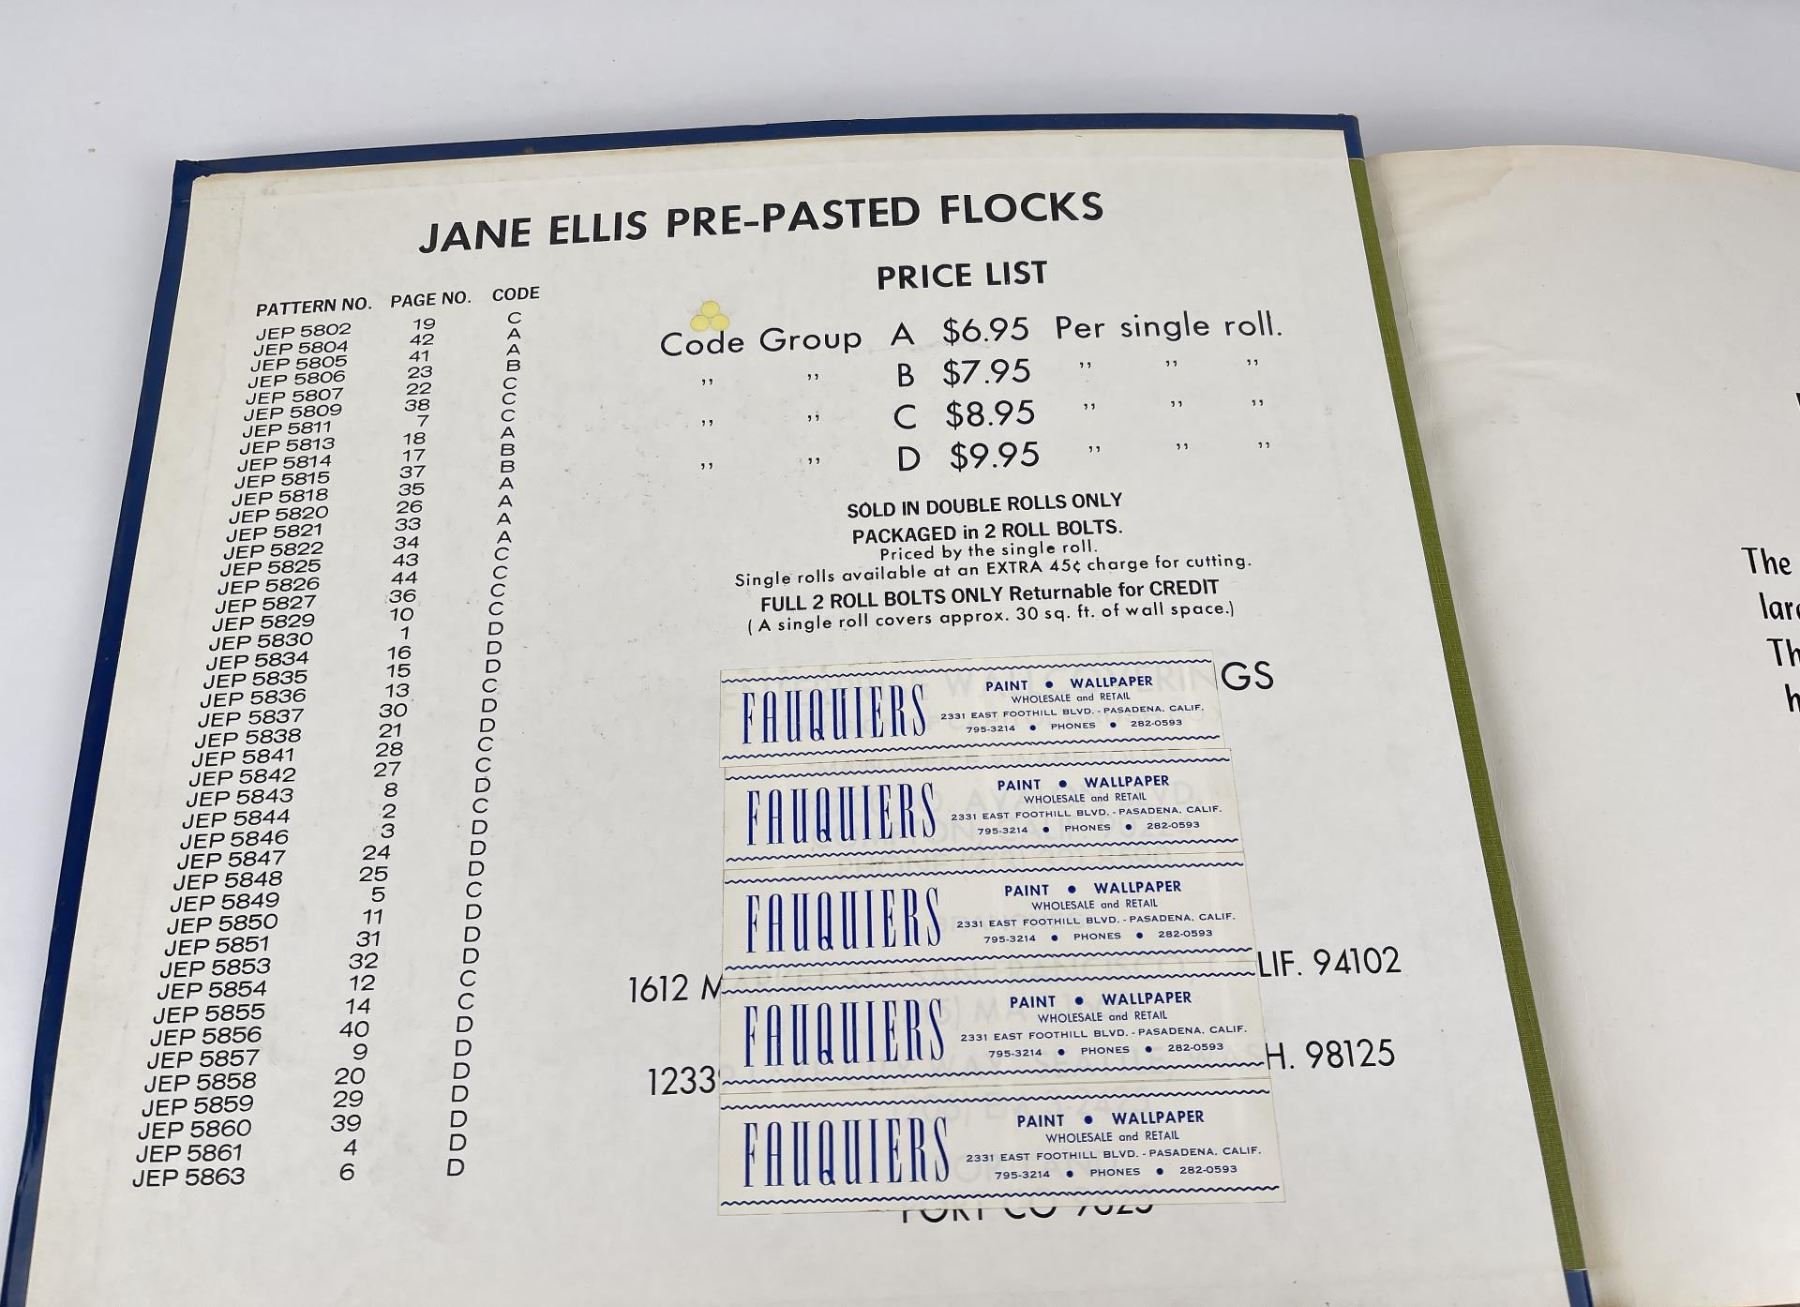 JANE ELLIS PRE-PASTED FLOCKS
PATTERN NO. PAGE NO. CODE
JEP 5802 19 C
JEP 5804 42 A
JEP 5805 41 A
JEP 5806 23 B
JEP 5807 22 C
JEP 5809 38 C
JEP 5811 7 C
JEP 5813 18 A
JEP 5814 17 B
JEP 5815 37 B
JEP 5818 35 A
JEP 5820 26 A
JEP 5821 33 A
JEP 5822 34 A
JEP 5825 43 C
JEP 5826 44 C
JEP 5827 36 C
JEP 5829 10 C
JEP 5830 1 D
JEP 5834 16 D
JEP 5835 15 D
JEP 5836 13 C
JEP 5837 30 D
JEP 5838 21 D
JEP 5841 28 C
JEP 5842 27 C
JEP 5843 8 D
JEP 5844 2 C
JEP 5846 3 D
JEP 5847 24 D
JEP 5848 25 D
JEP 5849 5 C
JEP 5850 11 D
JEP 5851 31 D
JEP 5853 32 D
JEP 5854 12 C
JEP 5855 14 C
JEP 5856 40 D
JEP 5857 9 D
JEP 5858 20 D
JEP 5859 29 D
JEP 5860 39 D
JEP 5861 4 D
JEP 5863 6 D
PRICE LIST
Code Group A $6.95 Per single roll.
" " B $7.95 " " "
" " C $8.95 " " "
" " D $9.95 " " "
SOLD IN DOUBLE ROLLS ONLY
PACKAGED in 2 ROLL BOLTS.
Priced by the single roll.
Single rolls available at an EXTRA 45¢ charge for cutting.
FULL 2 ROLL BOLTS ONLY Returnable for CREDIT
(A single roll covers approx. 30 sq. ft. of wall space.)
GS
FAUQUIERS
PAINT • WALLPAPER
WHOLESALE and RETAIL
2331 EAST FOOTHILL BLVD. - PASADENA, CALIF.
795-3214 • PHONES • 282-0593
FAUQUIERS
PAINT • WALLPAPER
WHOLESALE and RETAIL
2331 EAST FOOTHILL BLVD. - PASADENA, CALIF.
795-3214 • PHONES • 282-0593
FAUQUIERS
PAINT • WALLPAPER
WHOLESALE and RETAIL
2331 EAST FOOTHILL BLVD. - PASADENA, CALIF.
795-3214 • PHONES • 282-0593
1612 M LIF. 94102
FAUQUIERS
PAINT • WALLPAPER
WHOLESALE and RETAIL
2331 EAST FOOTHILL BLVD. - PASADENA, CALIF.
795-3214 • PHONES • 282-0593
1233 H. 98125
FAUQUIERS
PAINT • WALLPAPER
WHOLESALE and RETAIL
2331 EAST FOOTHILL BLVD. - PASADENA, CALIF.
795-3214 • PHONES • 282-0593
The